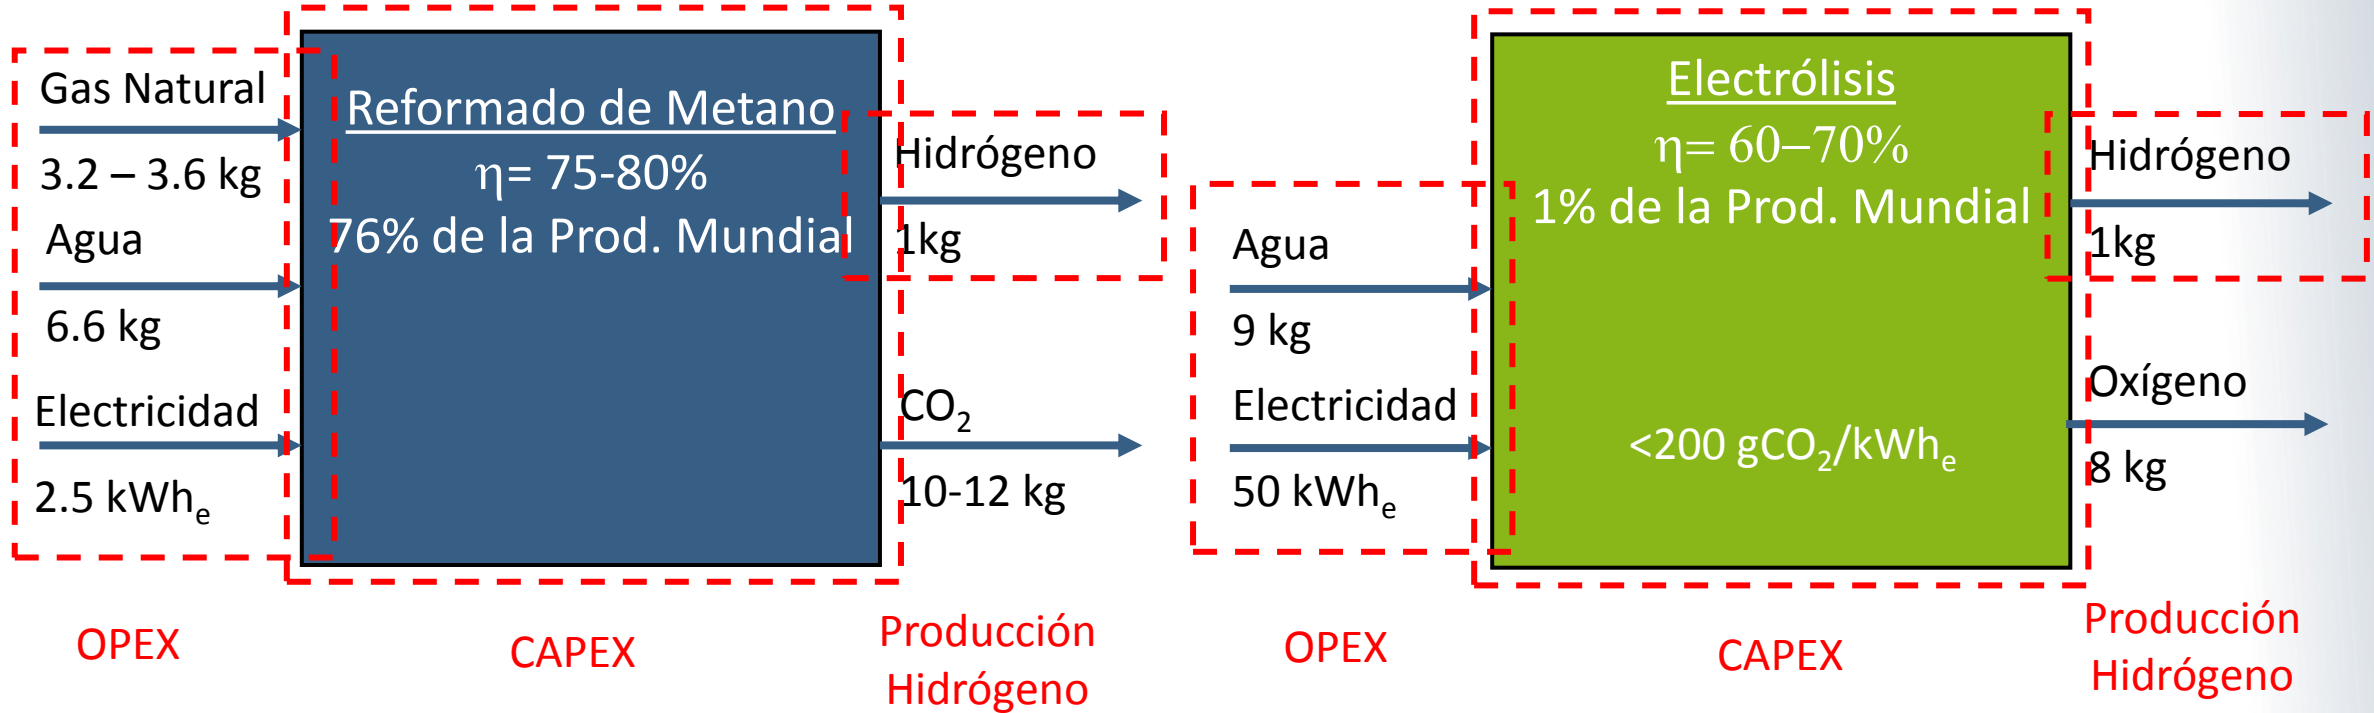 Gas Natural
3.2 – 3.6 kg
Agua
6.6 kg
Electricidad
2.5 kWhₑ
Reformado de Metano
η= 75-80%
76% de la Prod. Mundial
Hidrógeno
1kg
CO₂
10-12 kg
OPEX
CAPEX
Producción
Hidrógeno
Agua
9 kg
Electricidad
50 kWhₑ
Electrólisis
η= 60–70%
1% de la Prod. Mundial
<200 gCO₂/kWhₑ
Hidrógeno
1kg
Oxígeno
8 kg
OPEX
CAPEX
Producción
Hidrógeno